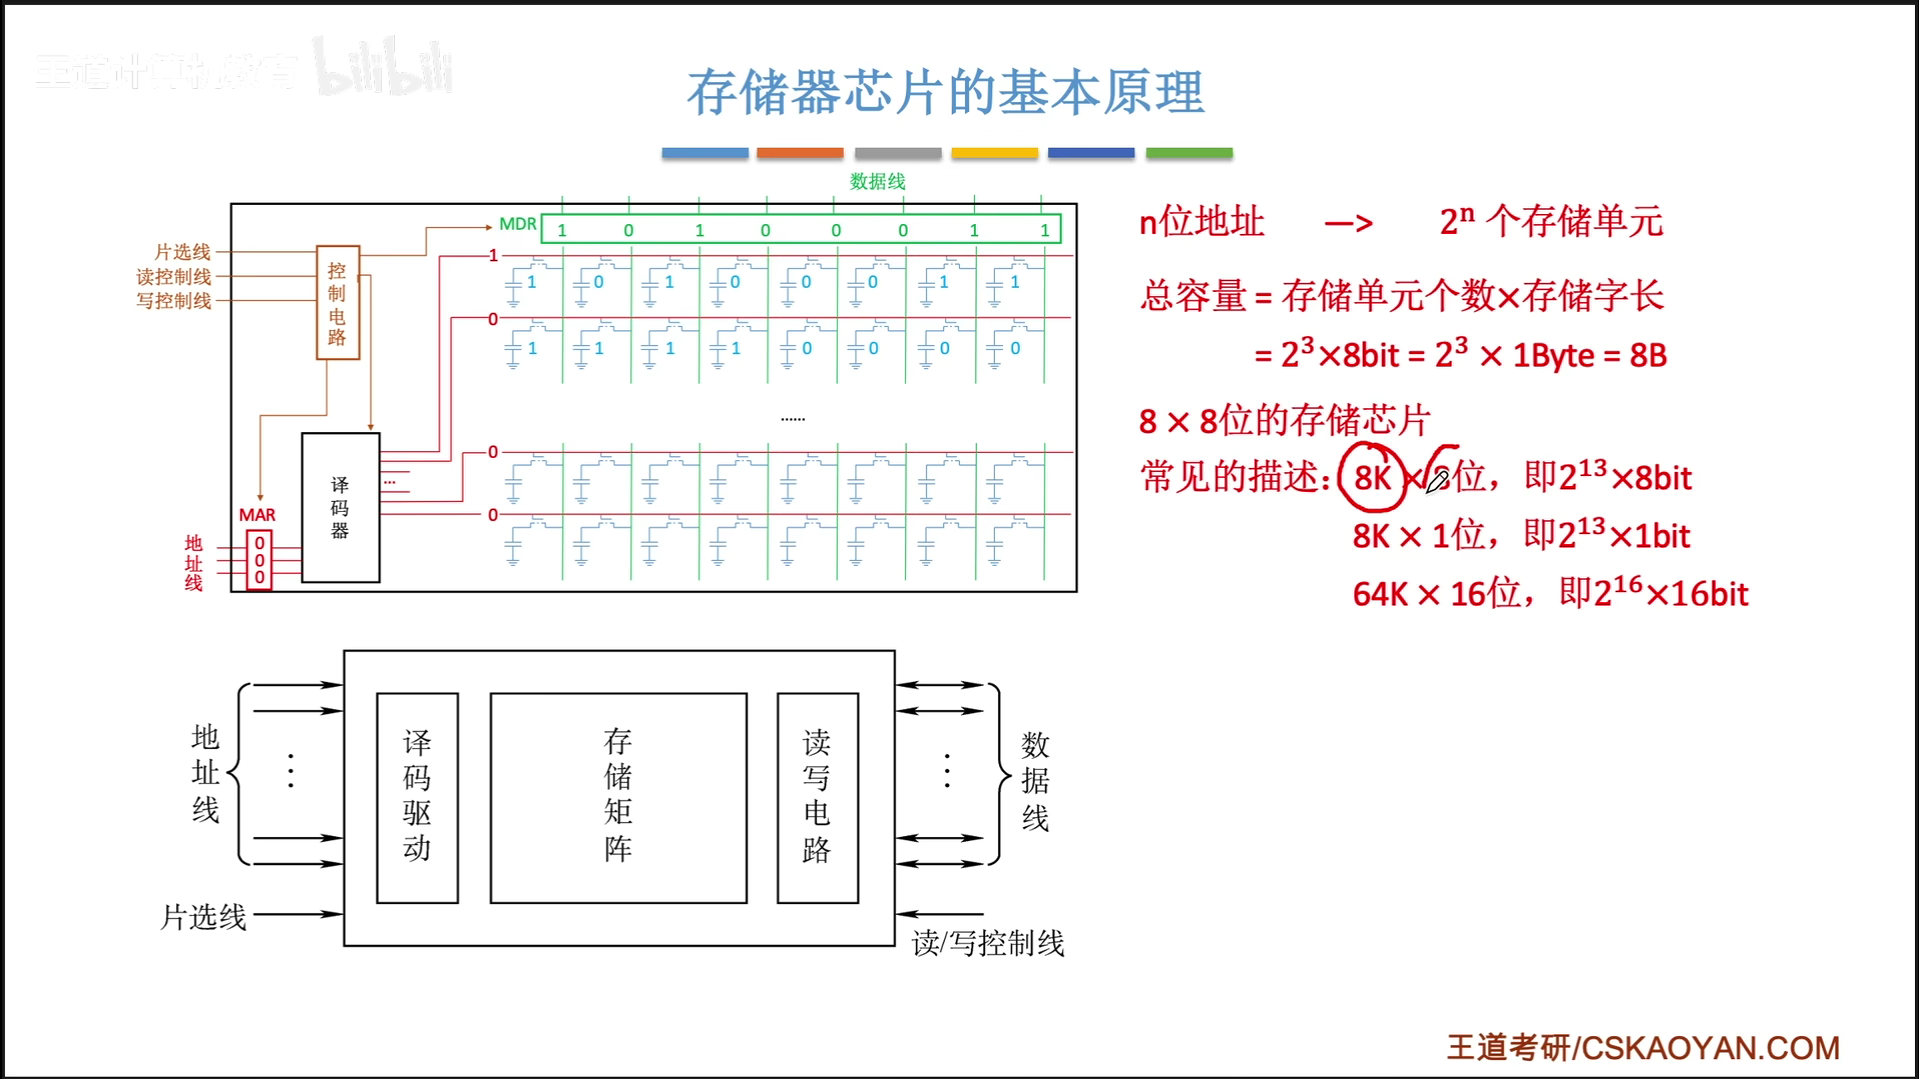 王道计算机教育 bilibili
存储器芯片的基本原理
数据线
MDR 1 0 1 0 0 0 1 1
片选线
读控制线
写控制线
控制电路
1
1 0 1 0 0 0 1 1
0
1 1 1 1 0 0 0 0
......
0
0
译码器
...
MAR
地址线
0
0
0
n位地址 —> 2ⁿ 个存储单元
总容量 = 存储单元个数×存储字长
= 2³×8bit = 2³ × 1Byte = 8B
8 × 8位的存储芯片
常见的描述：8K × 8位，即2¹³×8bit
8K × 1位，即2¹³×1bit
64K × 16位，即2¹⁶×16bit
地址线
译码驱动
存储矩阵
读写电路
数据线
片选线
读/写控制线
王道考研/CSKAOYAN.COM